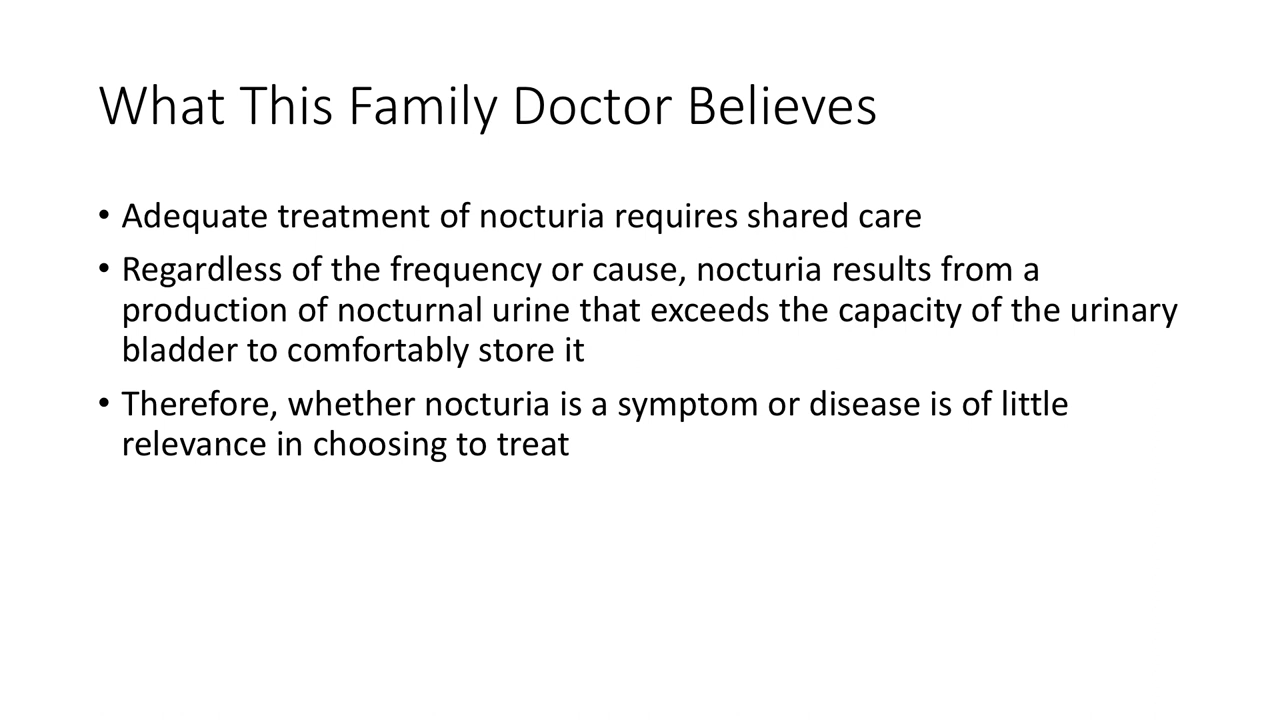 What This Family Doctor Believes
• Adequate treatment of nocturia requires shared care
• Regardless of the frequency or cause, nocturia results from a
production of nocturnal urine that exceeds the capacity of the urinary
bladder to comfortably store it
• Therefore, whether nocturia is a symptom or disease is of little
relevance in choosing to treat